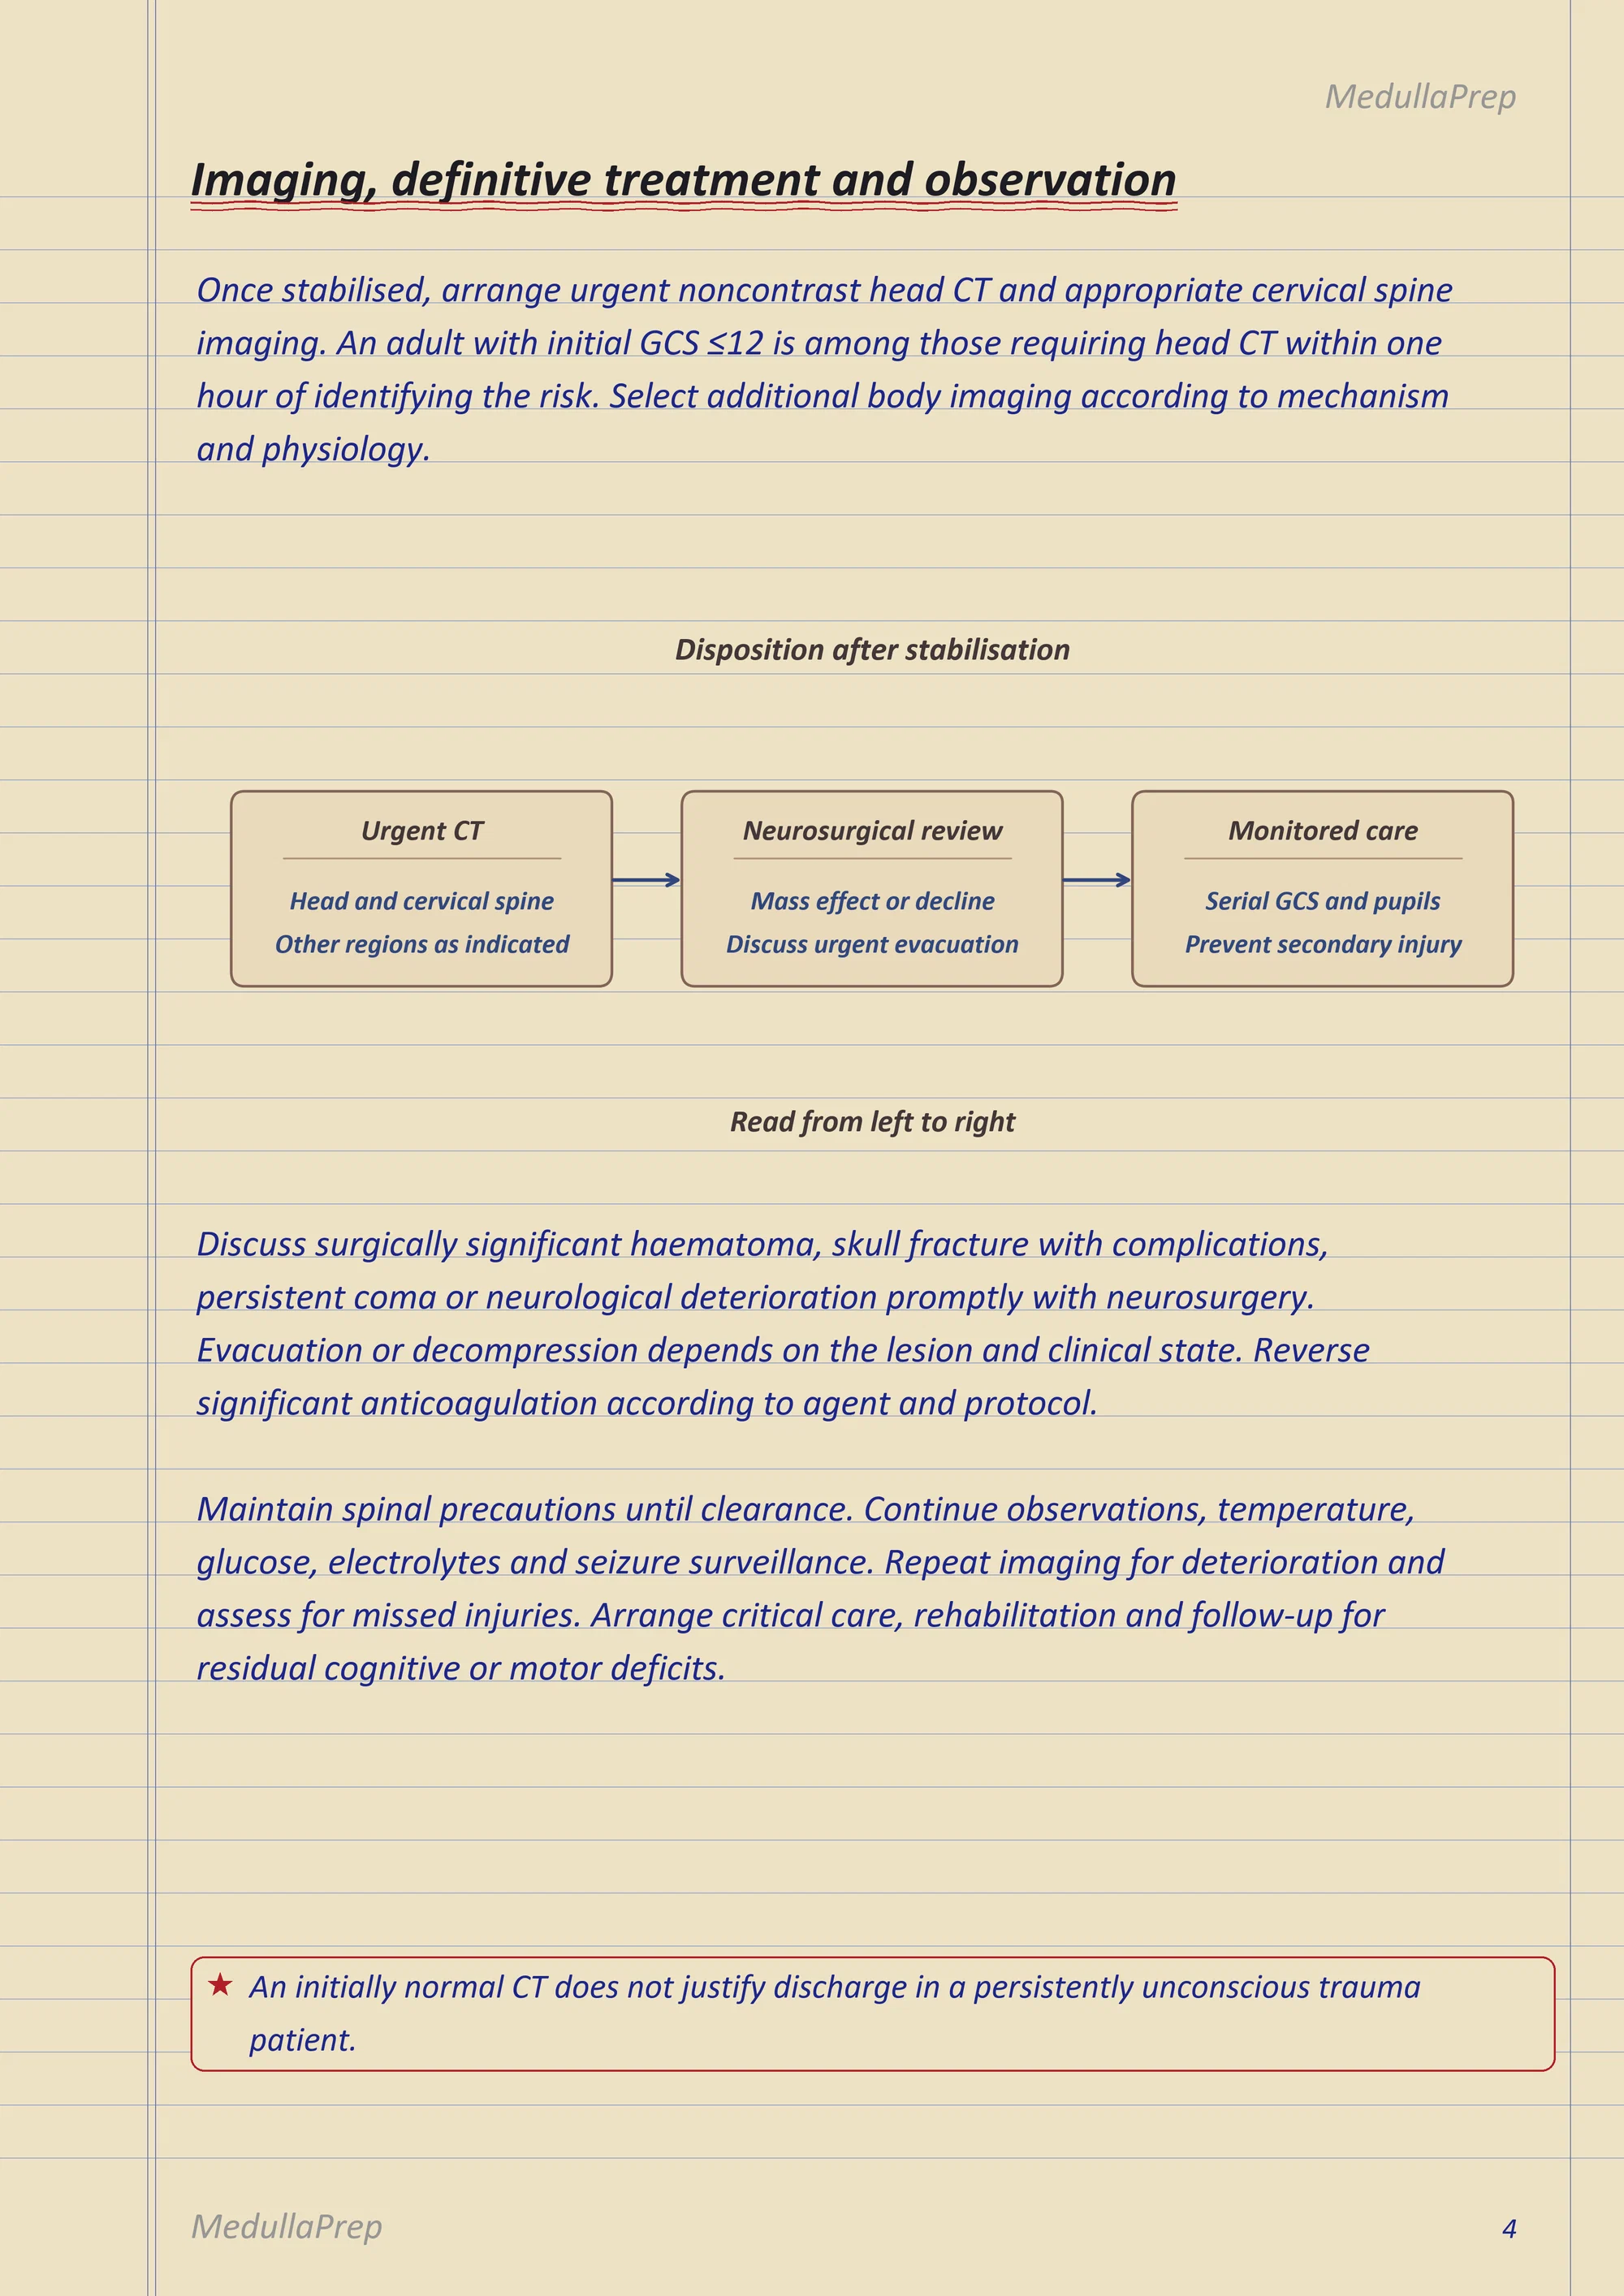 MedullaPrep
Imaging, definitive treatment and observation
Once stabilised, arrange urgent noncontrast head CT and appropriate cervical spine
imaging. An adult with initial GCS ≤12 is among those requiring head CT within one
hour of identifying the risk. Select additional body imaging according to mechanism
and physiology.
Disposition after stabilisation
Urgent CT
Head and cervical spine
Other regions as indicated
Neurosurgical review
Mass effect or decline
Discuss urgent evacuation
Monitored care
Serial GCS and pupils
Prevent secondary injury
Read from left to right
Discuss surgically significant haematoma, skull fracture with complications,
persistent coma or neurological deterioration promptly with neurosurgery.
Evacuation or decompression depends on the lesion and clinical state. Reverse
significant anticoagulation according to agent and protocol.
Maintain spinal precautions until clearance. Continue observations, temperature,
glucose, electrolytes and seizure surveillance. Repeat imaging for deterioration and
assess for missed injuries. Arrange critical care, rehabilitation and follow-up for
residual cognitive or motor deficits.
★ An initially normal CT does not justify discharge in a persistently unconscious trauma
patient.
MedullaPrep
4